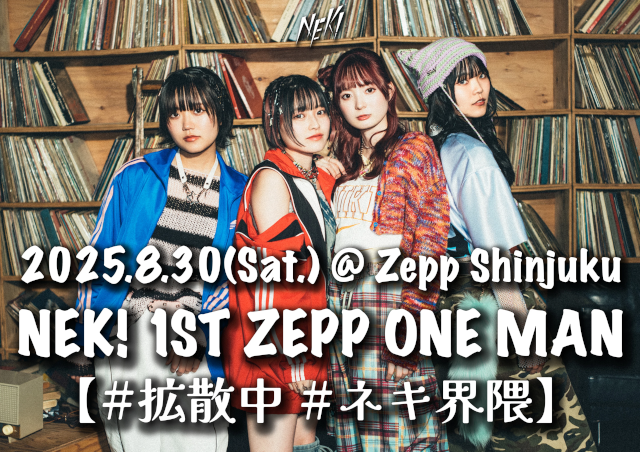 NEK!
2025.8.30(Sat.) @ Zepp Shinjuku
NEK! 1ST ZEPP ONE MAN
【#拡散中 #ネキ界隈】